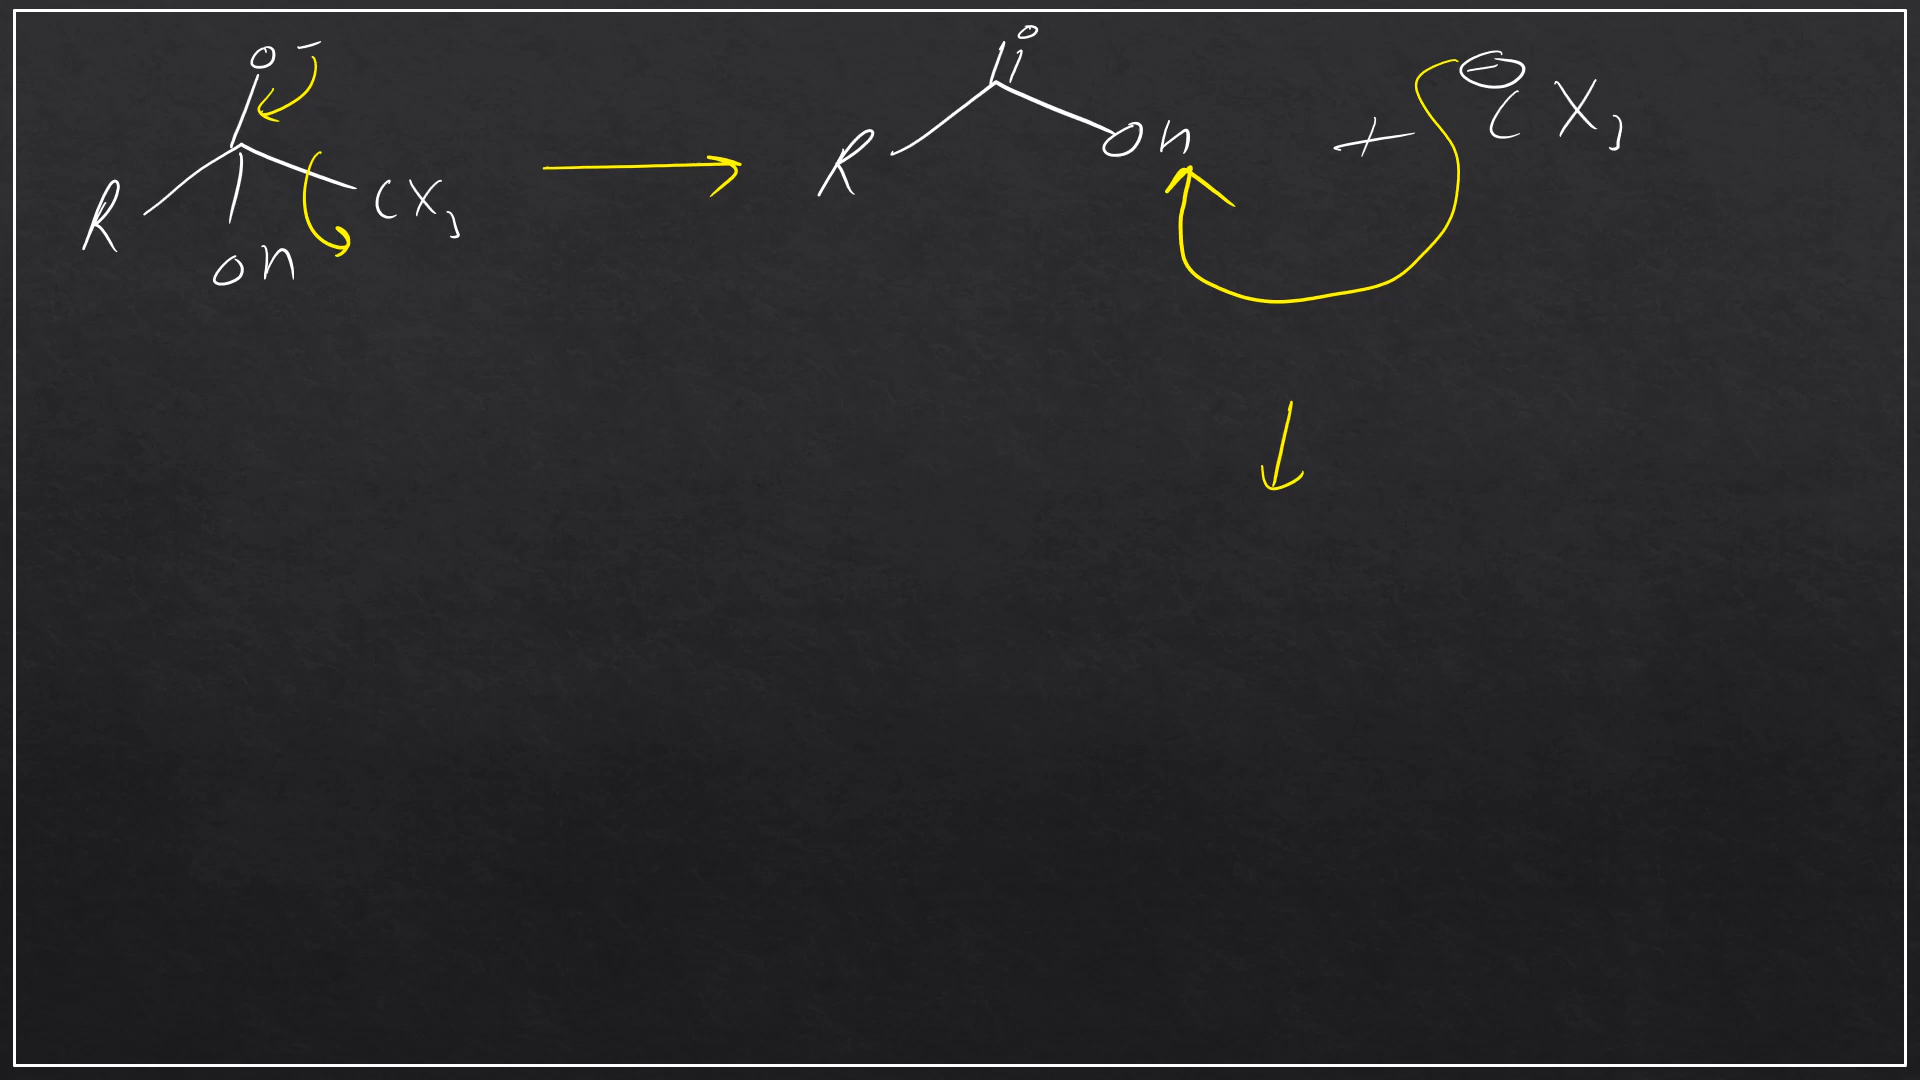 O⁻
R CX₃
OH
O
R OH + ⊖CX₃